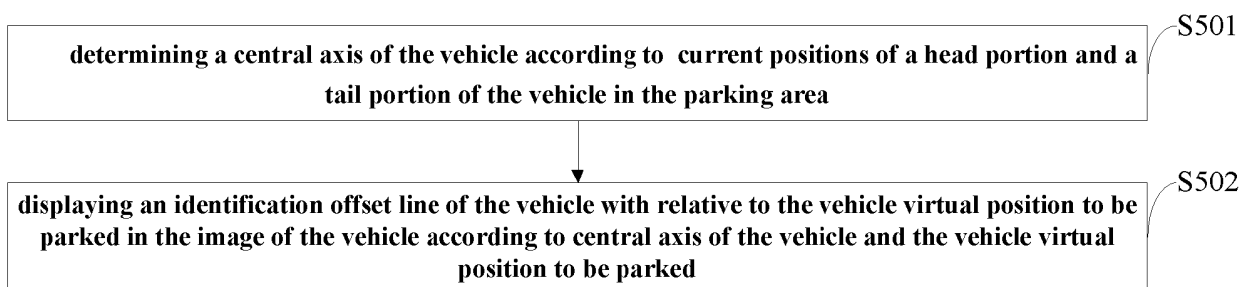 S501
determining a central axis of the vehicle according to current positions of a head portion and a
tail portion of the vehicle in the parking area
S502
displaying an identification offset line of the vehicle with relative to the vehicle virtual position to be
parked in the image of the vehicle according to central axis of the vehicle and the vehicle virtual
position to be parked